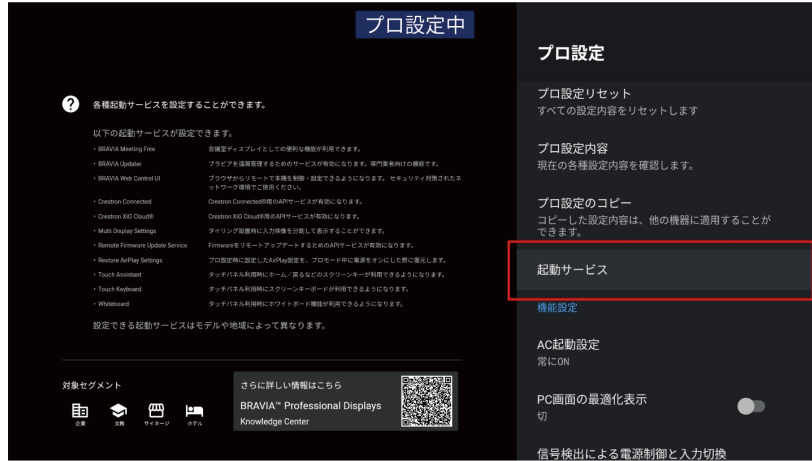 プロ設定中
各種起動サービスを設定することができます。
以下の起動サービスが設定できます。
・BRAVIA Meeting Free 会議室ディスプレイとしての便利な機能が利用できます。
・BRAVIA Updater ブラビアを遠隔管理するためのサービスが有効になります。専門業者向けの機能です。
・BRAVIA Web Control UI ブラウザからリモートで本機を制御・設定できるようになります。 セキュリティ対策されたネ
ットワーク環境でご使用ください。
・Crestron Connected Crestron Connected®用のAPIサービスが有効になります。
・Crestron XiO Cloud® Crestron XiO Cloud®用のAPIサービスが有効になります。
・Multi Display Settings タイリング設置時に入力映像を分割して表示することができます。
・Remote Firmware Update Service FirmwareをリモートアップデートするためのAPIサービスが有効になります。
・Restore AirPlay Settings プロ設定時に設定したAirPlay設定を、プロモード中に電源をオンにした際に復元します。
・Touch Assistant タッチパネル利用時にホーム／戻るなどのスクリーンキーが利用できるようになります。
・Touch Keyboard タッチパネル利用時にスクリーンキーボードが利用できるようになります。
・Whiteboard タッチパネル利用時にホワイトボード機能が利用できるようになります。
設定できる起動サービスはモデルや地域によって異なります。
対象セグメント
企業 文教 サイネージ ホテル
さらに詳しい情報はこちら
BRAVIA™ Professional Displays
Knowledge Center
プロ設定
プロ設定リセット
すべての設定内容をリセットします
プロ設定内容
現在の各種設定内容を確認します。
プロ設定のコピー
コピーした設定内容は、他の機器に適用することが
できます。
起動サービス
機能設定
AC起動設定
常にON
PC画面の最適化表示
切
信号検出による電源制御と入力切換